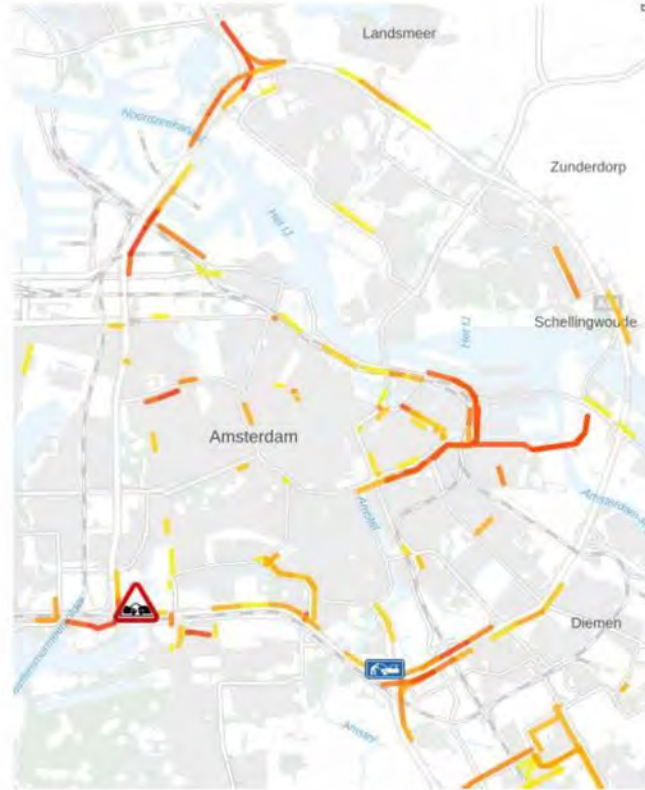 Landsmeer
Noordzeekanaal
Zunderdorp
Het IJ
Schellingwoude
Het IJ
Amsterdam
Amstel
Diemen
Amstel